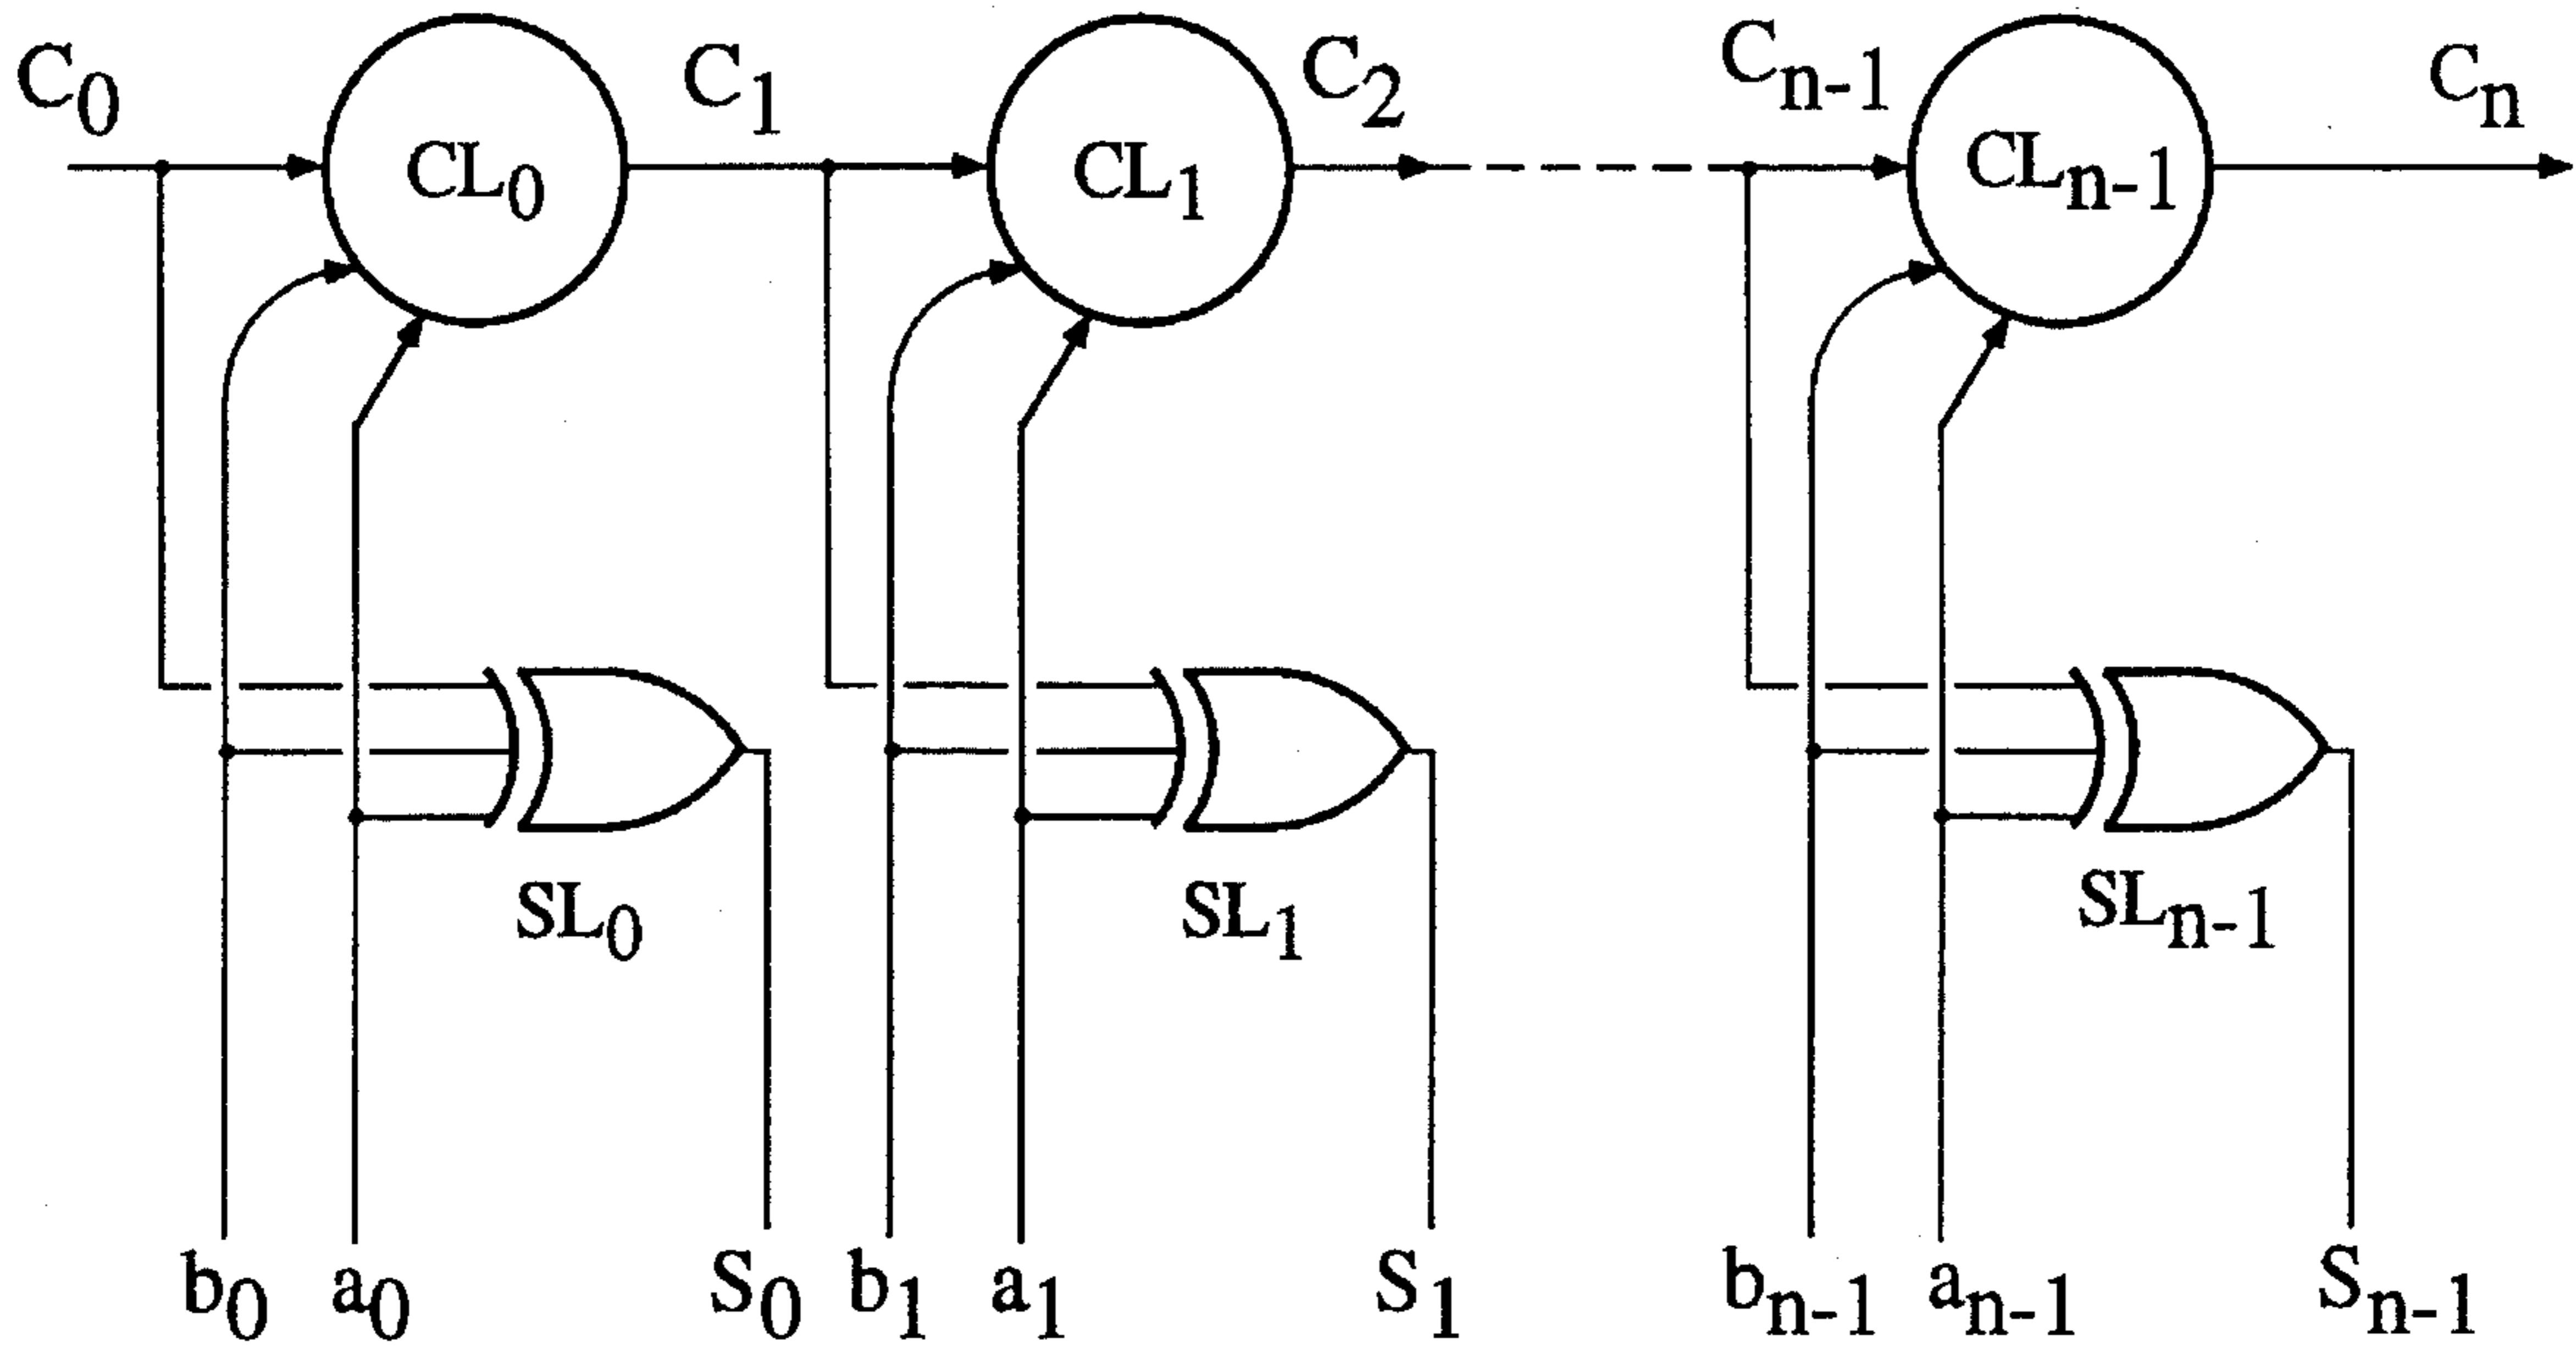 C0 C1 C2 Cn-1 Cn
CL0 CL1 CLn-1
SL0 SL1 SLn-1
b0 a0 S0 b1 a1 S1 bn-1 an-1 Sn-1